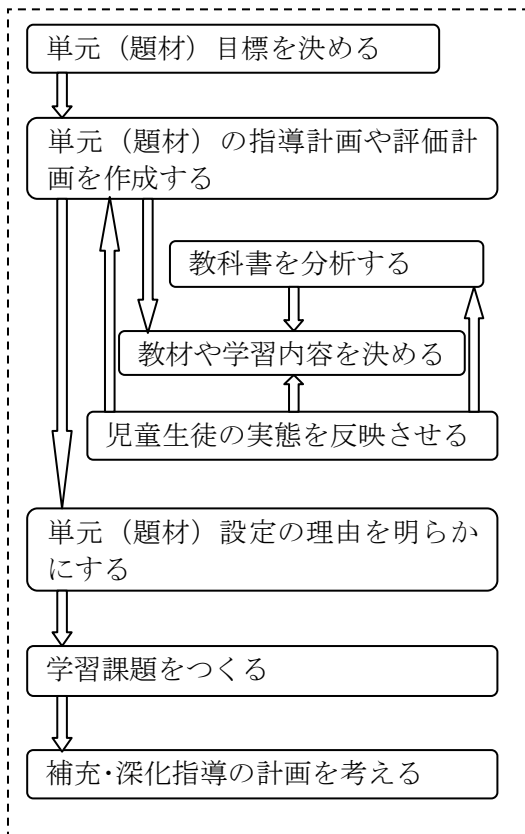 単元（題材）目標を決める
単元（題材）の指導計画や評価計
画を作成する
教科書を分析する
教材や学習内容を決める
児童生徒の実態を反映させる
単元（題材）設定の理由を明らか
にする
学習課題をつくる
補充･深化指導の計画を考える